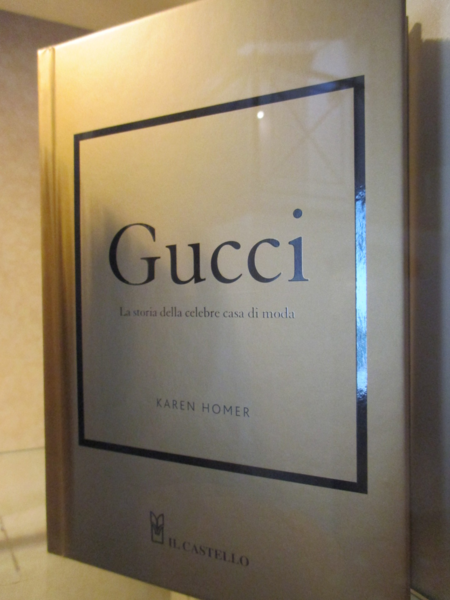 Gucci
La storia della celebre casa di moda
KAREN HOMER
IL CASTELLO